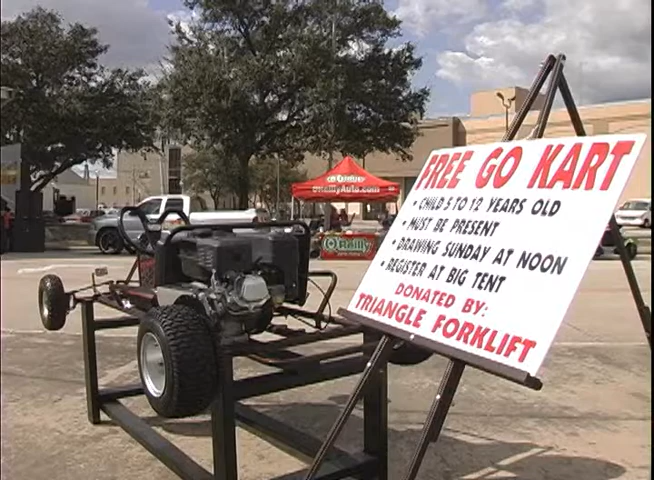 FREE GO KART
• CHILD 5 TO 12 YEARS OLD
• MUST BE PRESENT
• DRAWING SUNDAY AT NOON
• REGISTER AT BIG TENT
DONATED BY:
TRIANGLE FORKLIFT
O'ReillyAuto.com
O'Reilly